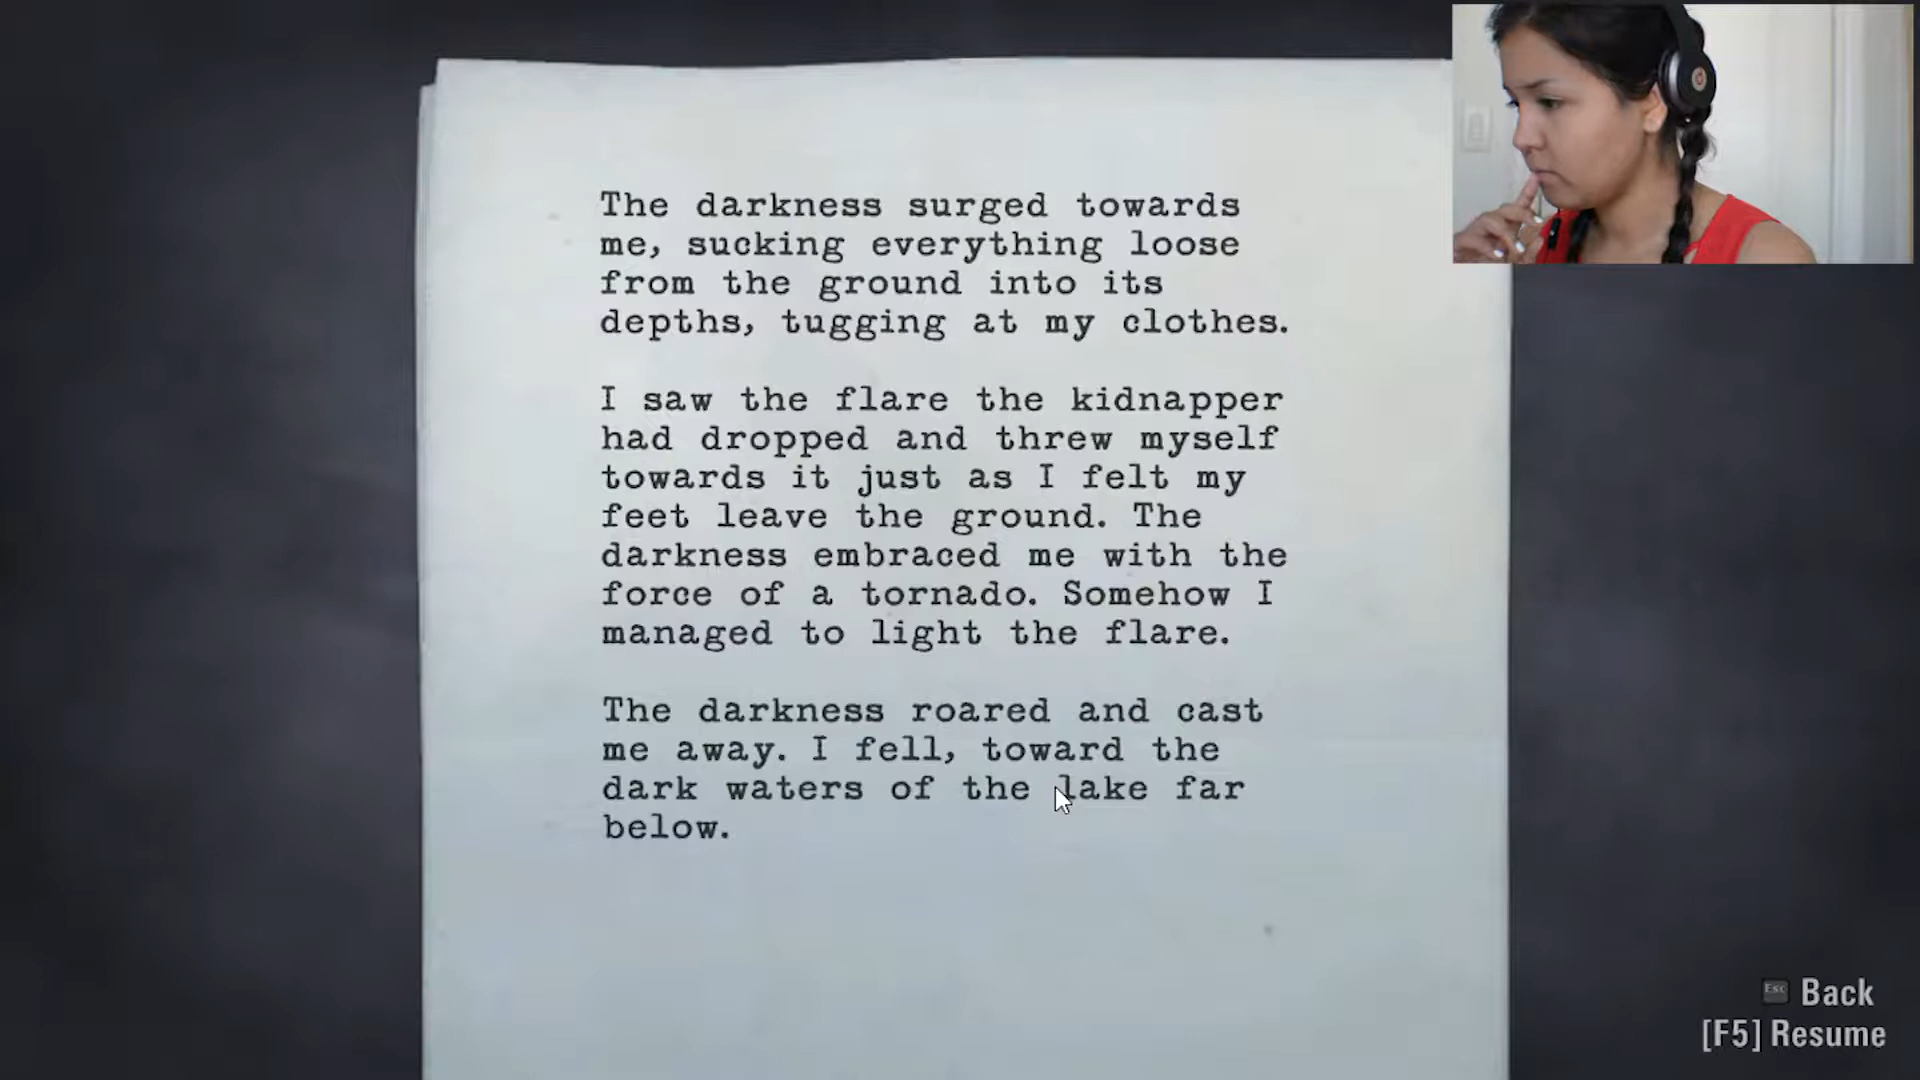 The darkness surged towards
me, sucking everything loose
from the ground into its
depths, tugging at my clothes.
I saw the flare the kidnapper
had dropped and threw myself
towards it just as I felt my
feet leave the ground. The
darkness embraced me with the
force of a tornado. Somehow I
managed to light the flare.
The darkness roared and cast
me away. I fell, toward the
dark waters of the lake far
below.
Esc Back
[F5] Resume